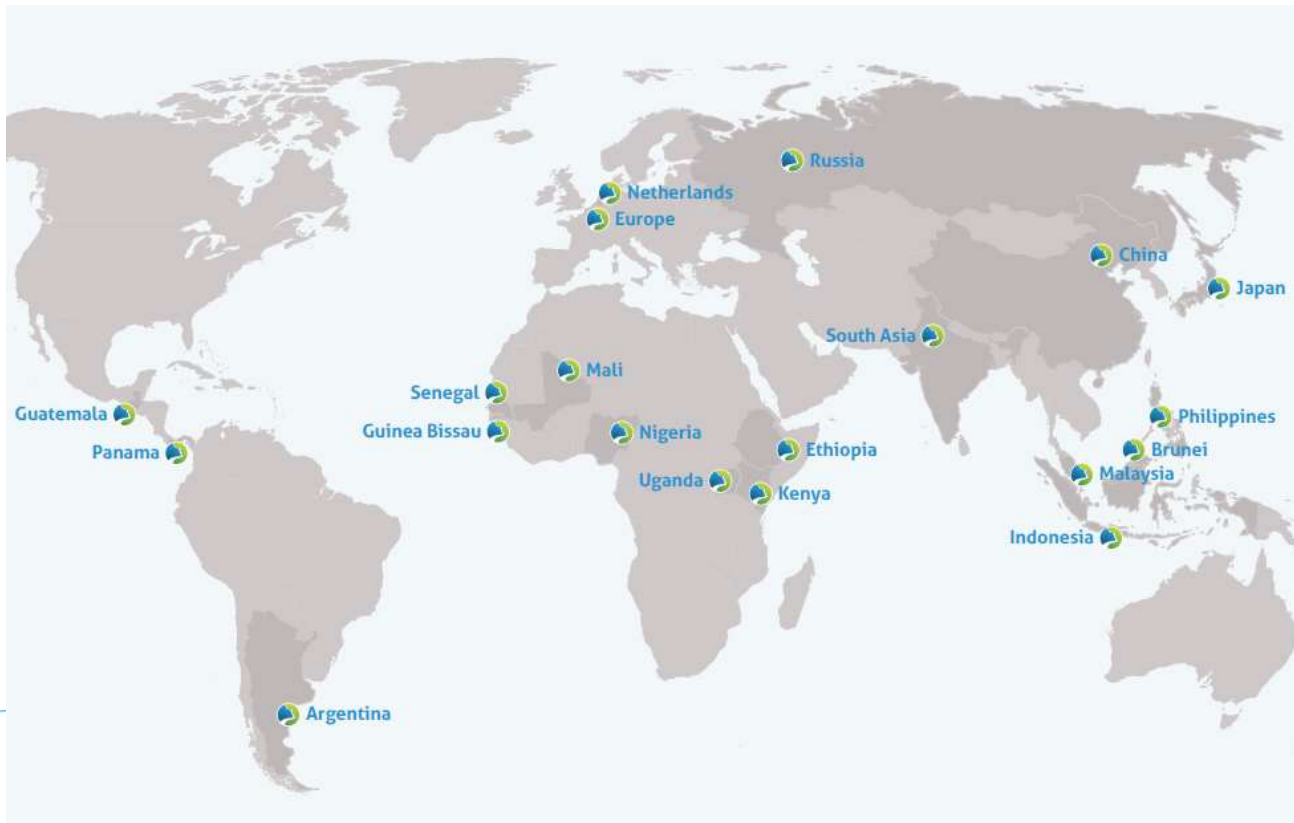 Russia
Netherlands
Europe
China
Japan
South Asia
Mali
Senegal
Guatemala
Philippines
Guinea Bissau
Nigeria
Panama
Ethiopia
Brunei
Malaysia
Uganda
Kenya
Indonesia
Argentina